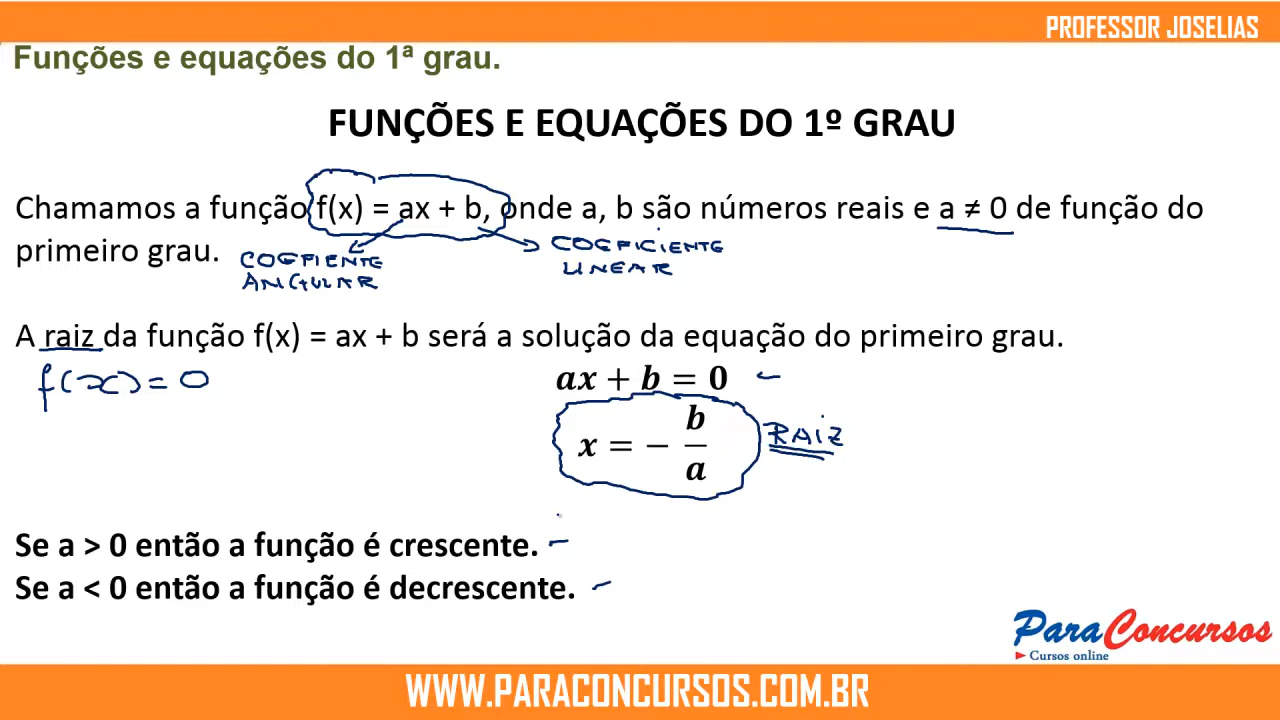 PROFESSOR JOSELIAS
Funções e equações do 1ª grau.
FUNÇÕES E EQUAÇÕES DO 1º GRAU
Chamamos a função f(x) = ax + b, onde a, b são números reais e a ≠ 0 de função do
primeiro grau.
COEFIENTE
ANGULAR
COEFICIENTE
LINEAR
A raiz da função f(x) = ax + b será a solução da equação do primeiro grau.
f(x) = 0
ax + b = 0
x = - b/a
RAIZ
Se a > 0 então a função é crescente.
Se a < 0 então a função é decrescente.
ParaConcursos
Cursos online
WWW.PARACONCURSOS.COM.BR